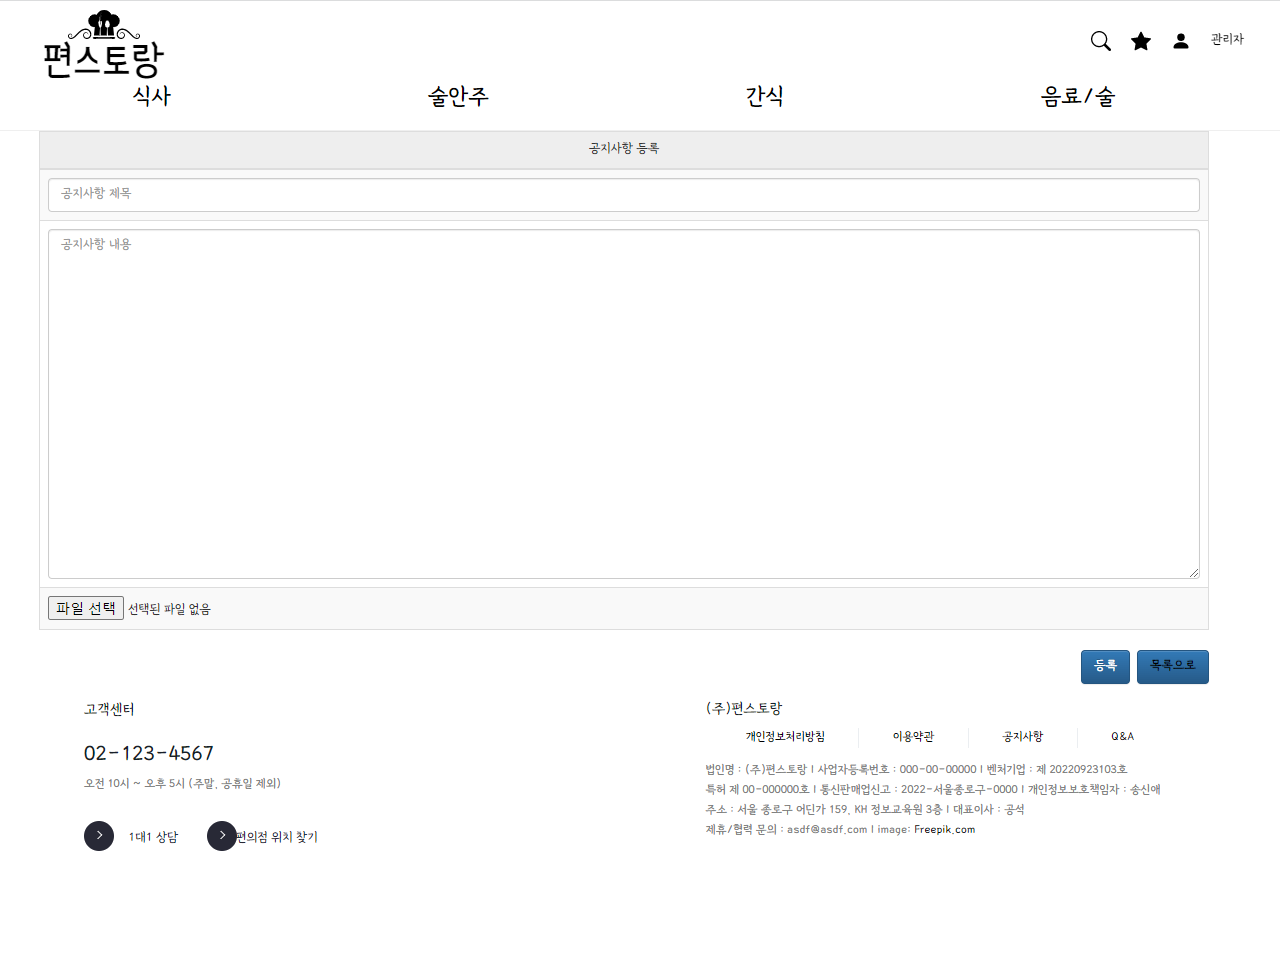 편스토랑
관리자
식사 술안주 간식 음료/술
공지사항 등록
공지사항 제목
공지사항 내용
파일 선택 선택된 파일 없음
등록 목록으로
고객센터
02-123-4567
오전 10시 ~ 오후 5시 (주말, 공휴일 제외)
1대1 상담 편의점 위치 찾기
(주)편스토랑
개인정보처리방침 이용약관 공지사항 Q&A
법인명 : (주)편스토랑 I 사업자등록번호 : 000-00-00000 I 벤처기업 : 제 20220923103호
특허 제 00-000000호 I 통신판매업신고 : 2022-서울종로구-0000 I 개인정보보호책임자 : 송신애
주소 : 서울 종로구 어딘가 159, KH 정보교육원 3층 I 대표이사 : 공석
제휴/협력 문의 : asdf@asdf.com I image: Freepik.com